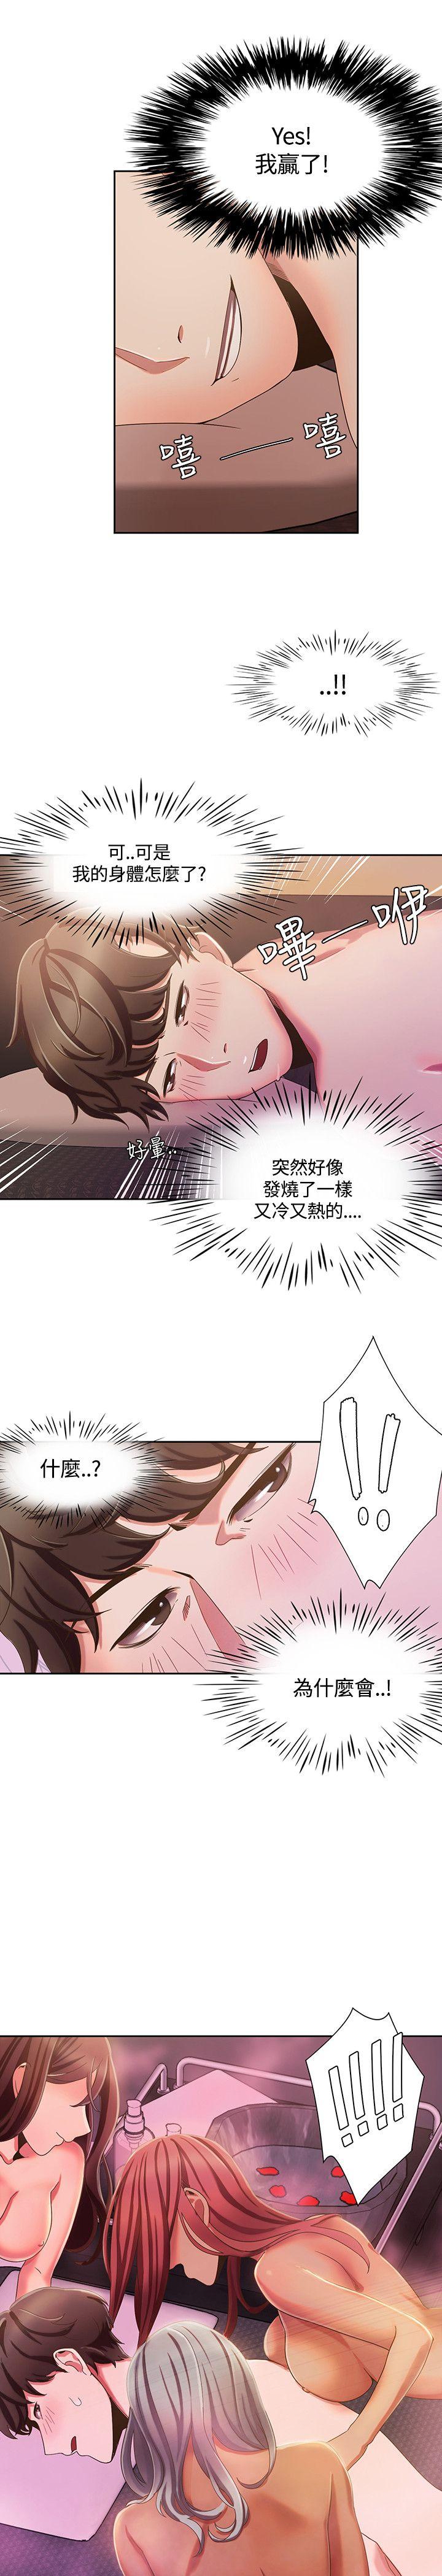 Yes!
我贏了!
嘻——嘻
..!!
可..可是
我的身體怎麼了?
嗶—咿
好暈..
突然好像
發燒了一樣
又冷又熱的....
!!
什麼..?
為什麼會..!
!!!!